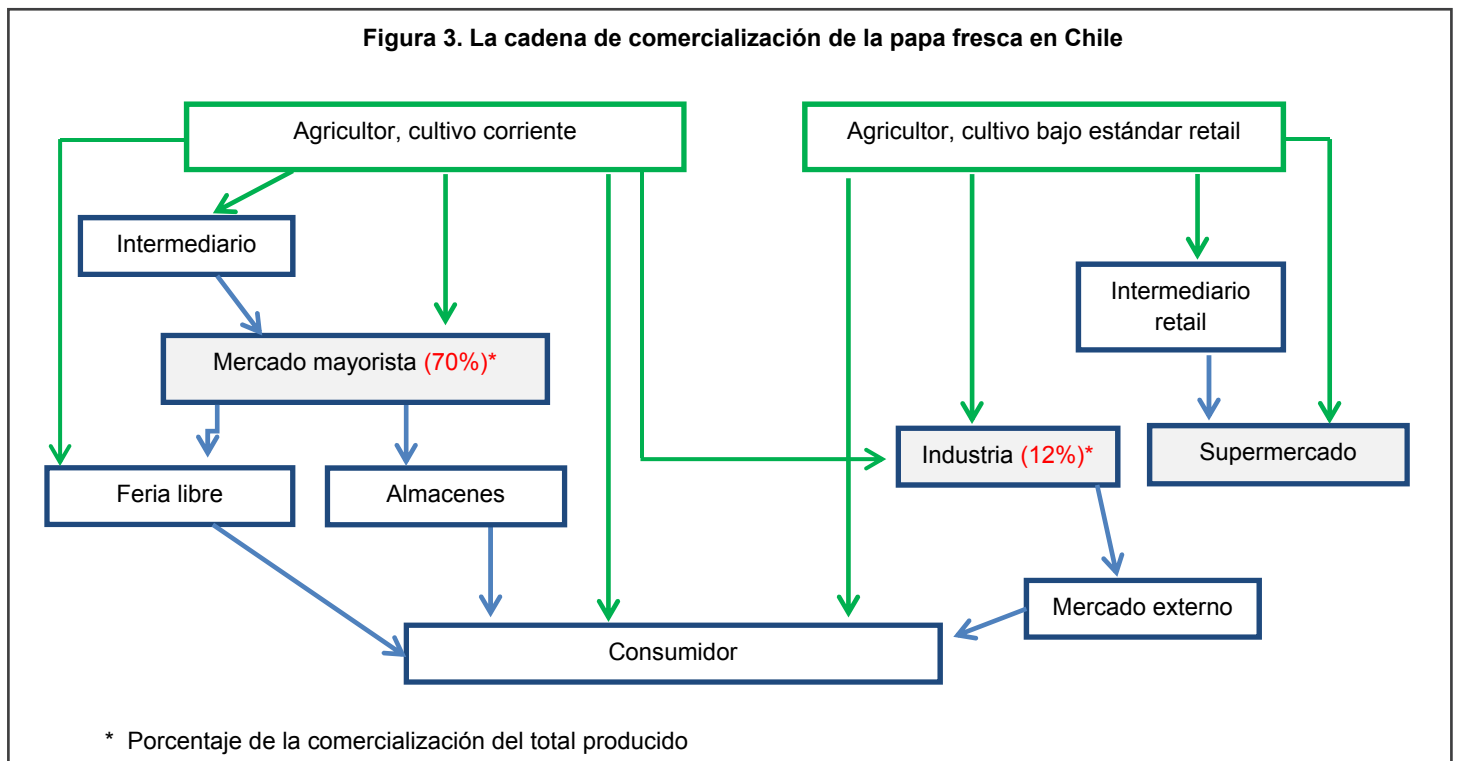 Figura 3. La cadena de comercialización de la papa fresca en Chile
Agricultor, cultivo corriente
Agricultor, cultivo bajo estándar retail
Intermediario
Intermediario
retail
Mercado mayorista (70%)*
Industria (12%)*
Supermercado
Feria libre
Almacenes
Mercado externo
Consumidor
* Porcentaje de la comercialización del total producido